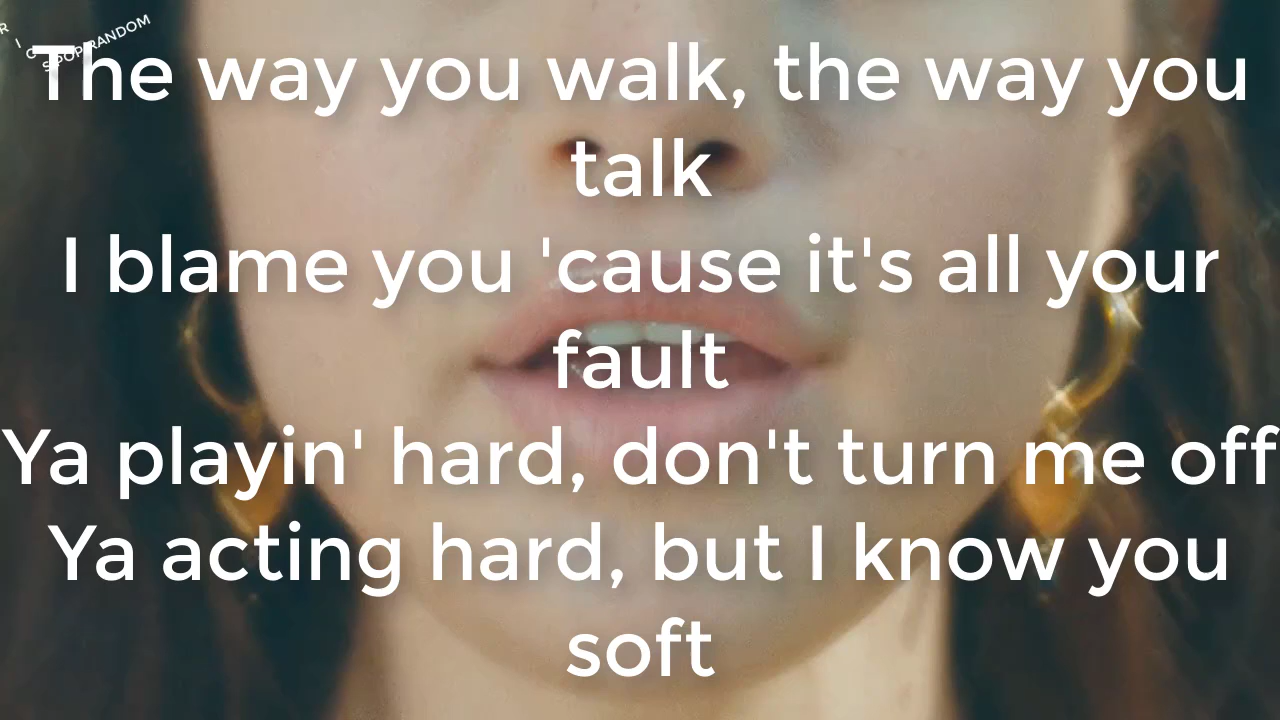 The way you walk, the way you
talk
I blame you 'cause it's all your
fault
Ya playin' hard, don't turn me off
Ya acting hard, but I know you
soft